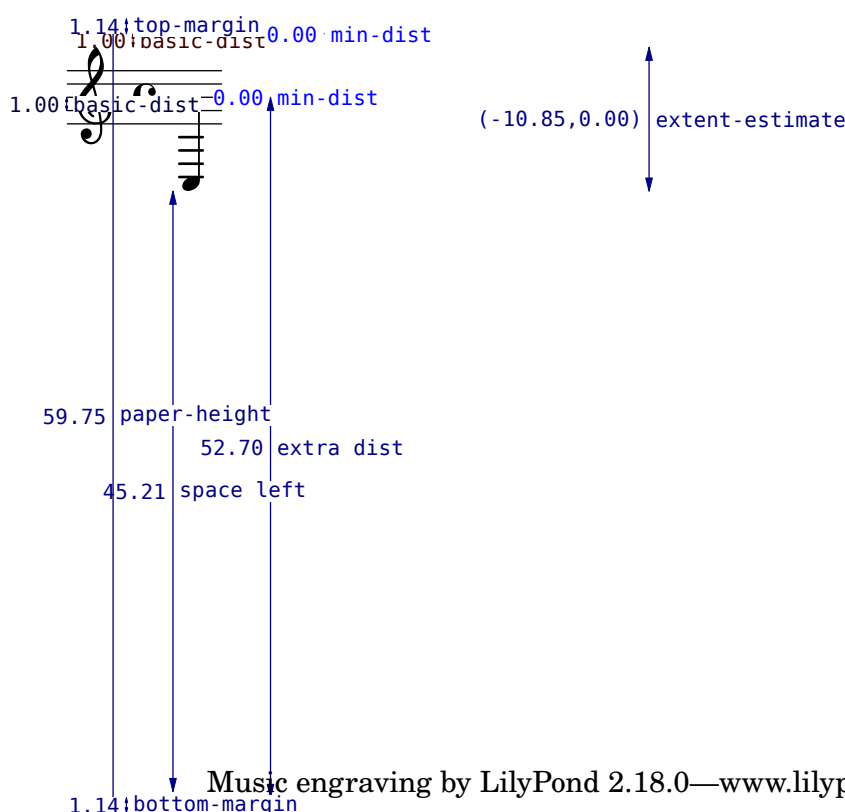 1.14 top-margin
1.00 basic-dist 0.00 min-dist
1.00 basic-dist 0.00 min-dist
(-10.85,0.00) extent-estimate
59.75 paper-height
52.70 extra dist
45.21 space left
Music engraving by LilyPond 2.18.0—www.lilyp
1.14 bottom-margin